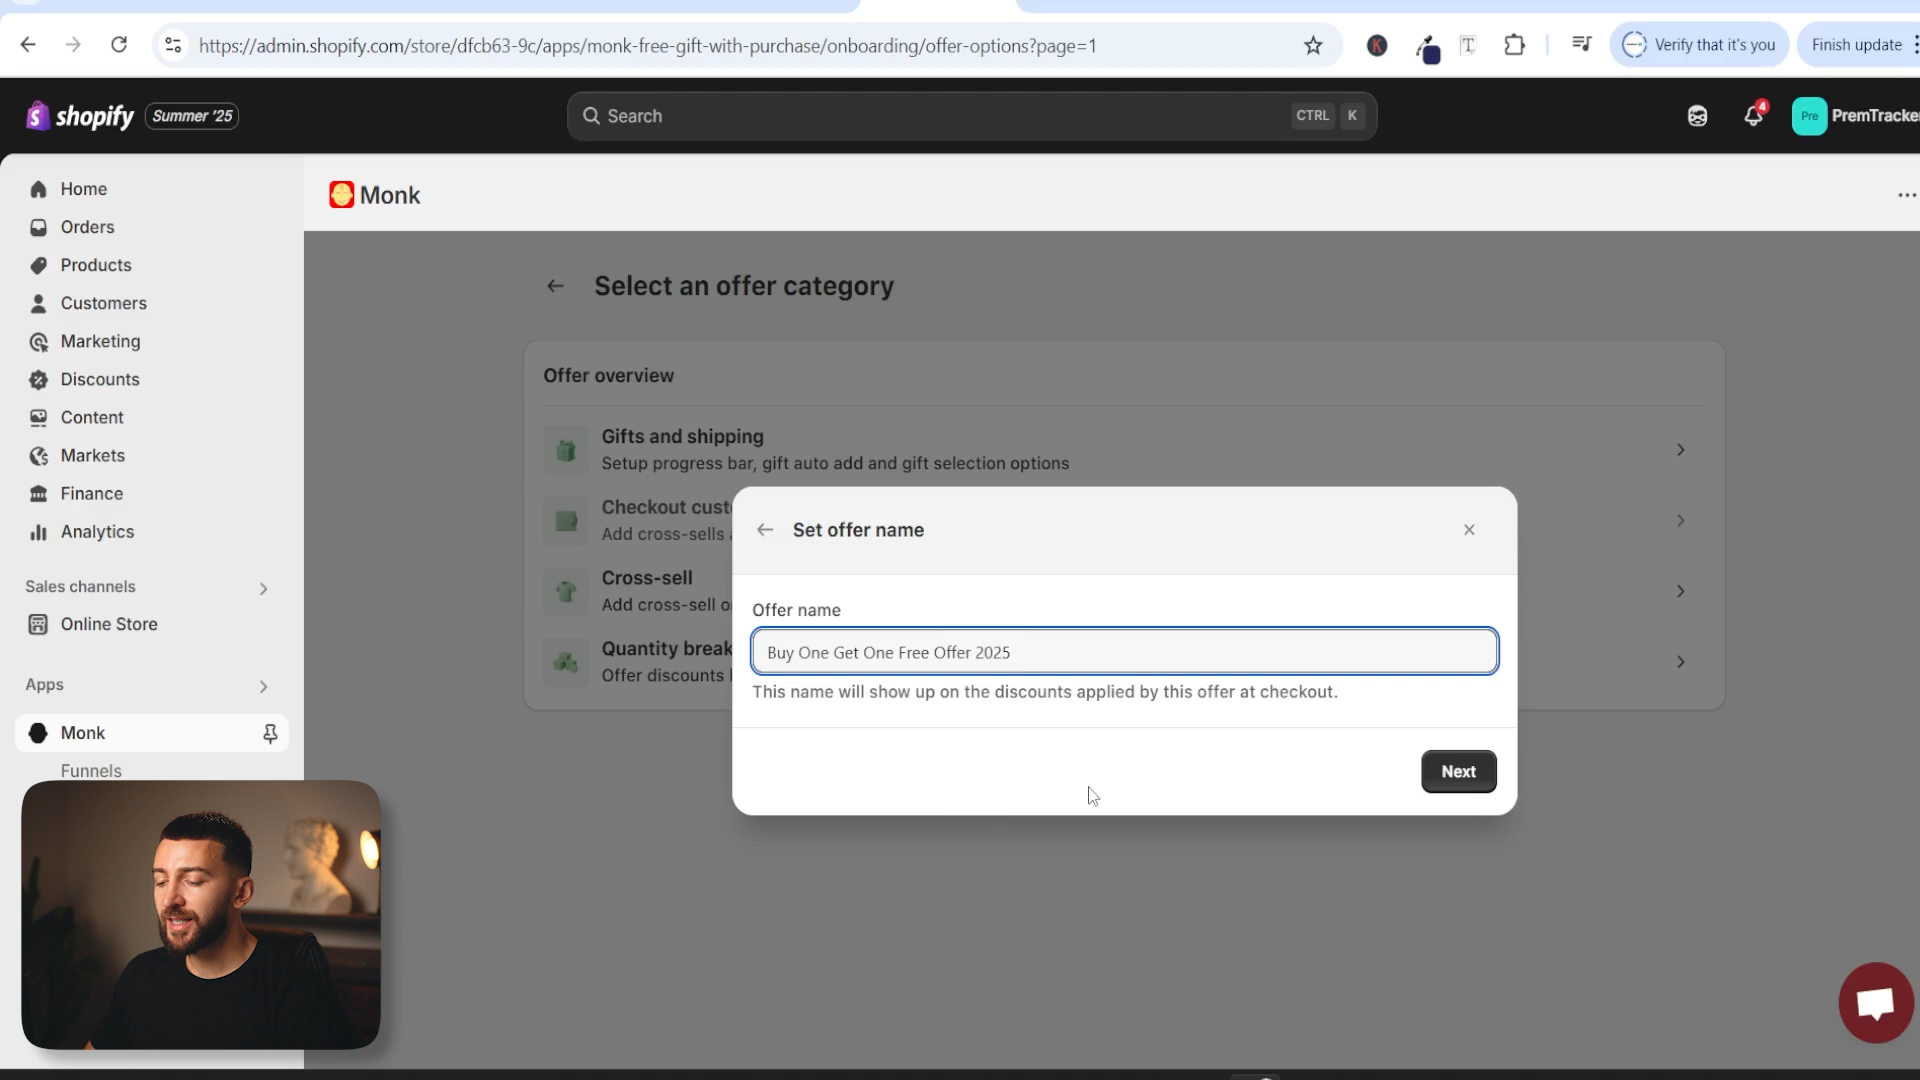 https://admin.shopify.com/store/dfcb63-9c/apps/monk-free-gift-with-purchase/onboarding/offer-options?page=1
K
T
Verify that it's you
Finish update
shopify
Summer '25
Search
CTRL
K
4
Pre
PremTracker
Home
Orders
Products
Customers
Marketing
Discounts
Content
Markets
Finance
Analytics
Sales channels
Online Store
Apps
Monk
Funnels
Monk
Select an offer category
Offer overview
Gifts and shipping
Setup progress bar, gift auto add and gift selection options
Checkout cust
Add cross-sells
Cross-sell
Add cross-sell
Quantity break
Offer discounts
Set offer name
Offer name
Buy One Get One Free Offer 2025
This name will show up on the discounts applied by this offer at checkout.
Next